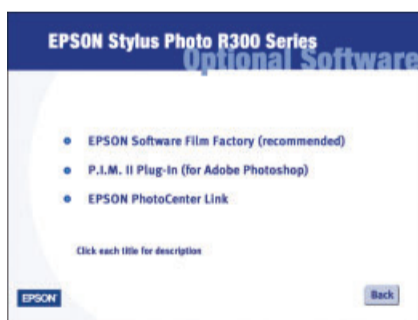 EPSON Stylus Photo R300 Series
Optional Software
EPSON Software Film Factory (recommended)
P.I.M. II Plug-In (for Adobe Photoshop)
EPSON PhotoCenter Link
Click each title for description
EPSON
Back